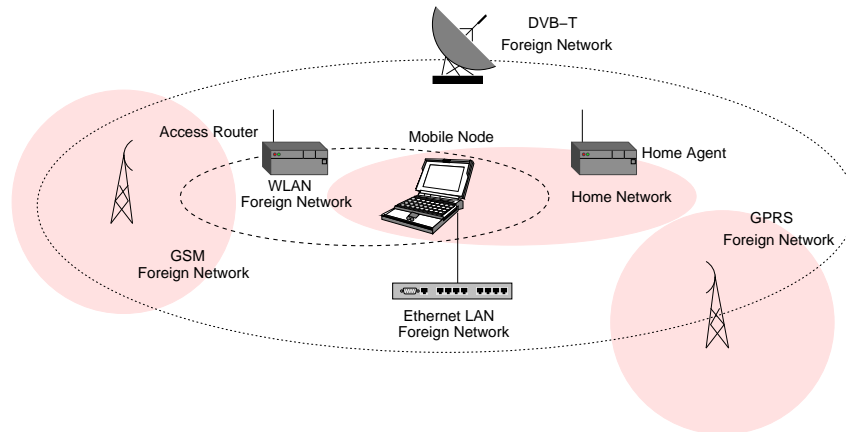 DVB−T
Foreign Network
Access Router
Mobile Node
Home Agent
WLAN
Foreign Network
Home Network
GPRS
Foreign Network
GSM
Foreign Network
Ethernet LAN
Foreign Network